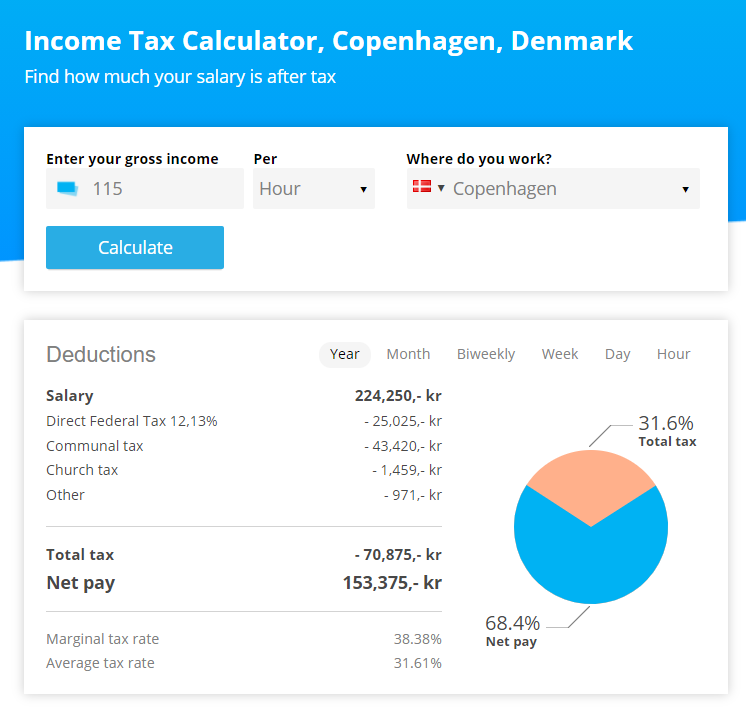 Income Tax Calculator, Copenhagen, Denmark
Find how much your salary is after tax
Enter your gross income Per Where do you work?
115 Hour Copenhagen
Calculate
Deductions Year Month Biweekly Week Day Hour
Salary 224,250,- kr
Direct Federal Tax 12,13% - 25,025,- kr
Communal tax - 43,420,- kr
Church tax - 1,459,- kr
Other - 971,- kr
Total tax - 70,875,- kr
Net pay 153,375,- kr
Marginal tax rate 38.38%
Average tax rate 31.61%
31.6%
Total tax
68.4%
Net pay